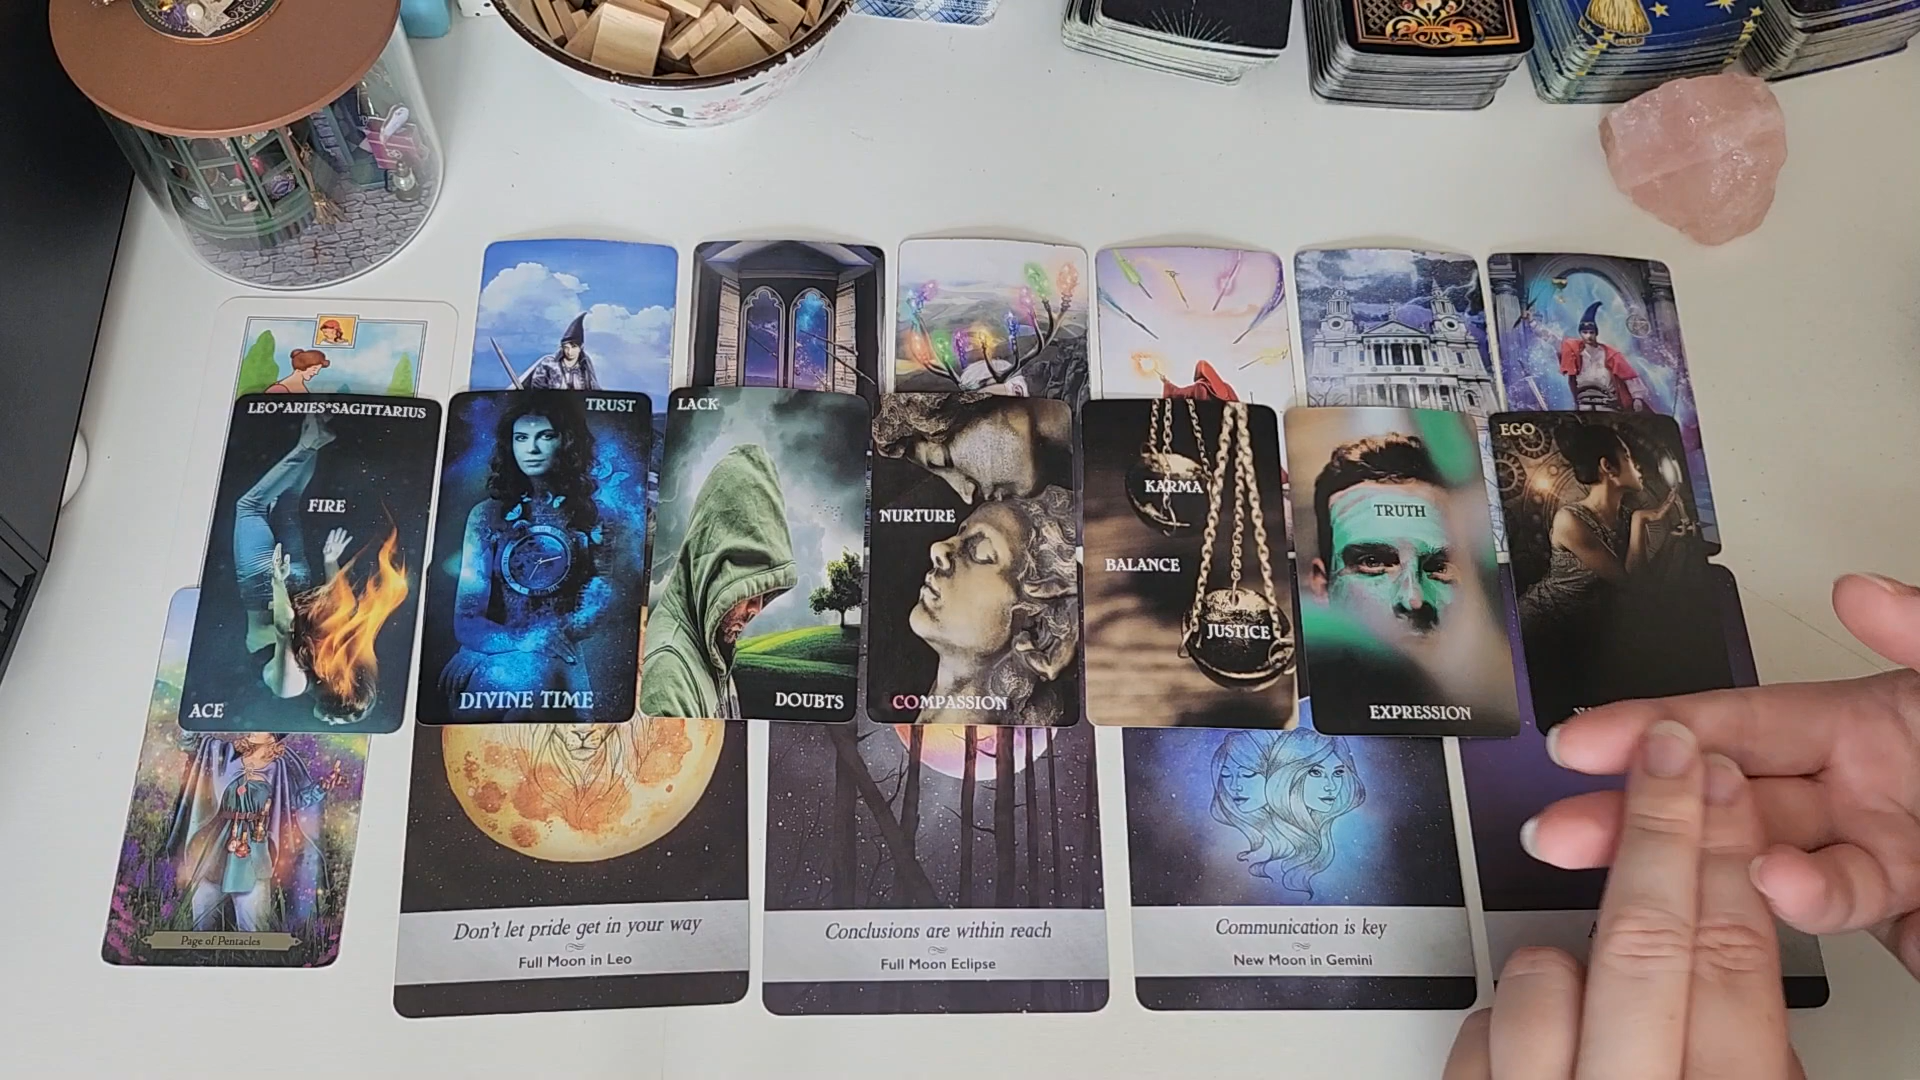 LEO*ARIES*SAGITTARIUS
FIRE
ACE
TRUST
DIVINE TIME
LACK
DOUBTS
NURTURE
COMPASSION
KARMA
BALANCE
JUSTICE
TRUTH
EXPRESSION
EGO
Page of Pentacles
Don't let pride get in your way
Full Moon in Leo
Conclusions are within reach
Full Moon Eclipse
Communication is key
New Moon in Gemini